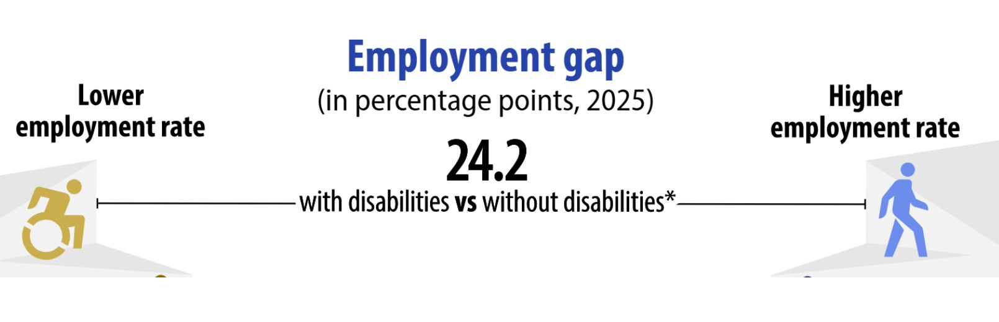 Employment gap
(in percentage points, 2025)
Lower
employment rate
Higher
employment rate
24.2
with disabilities vs without disabilities*